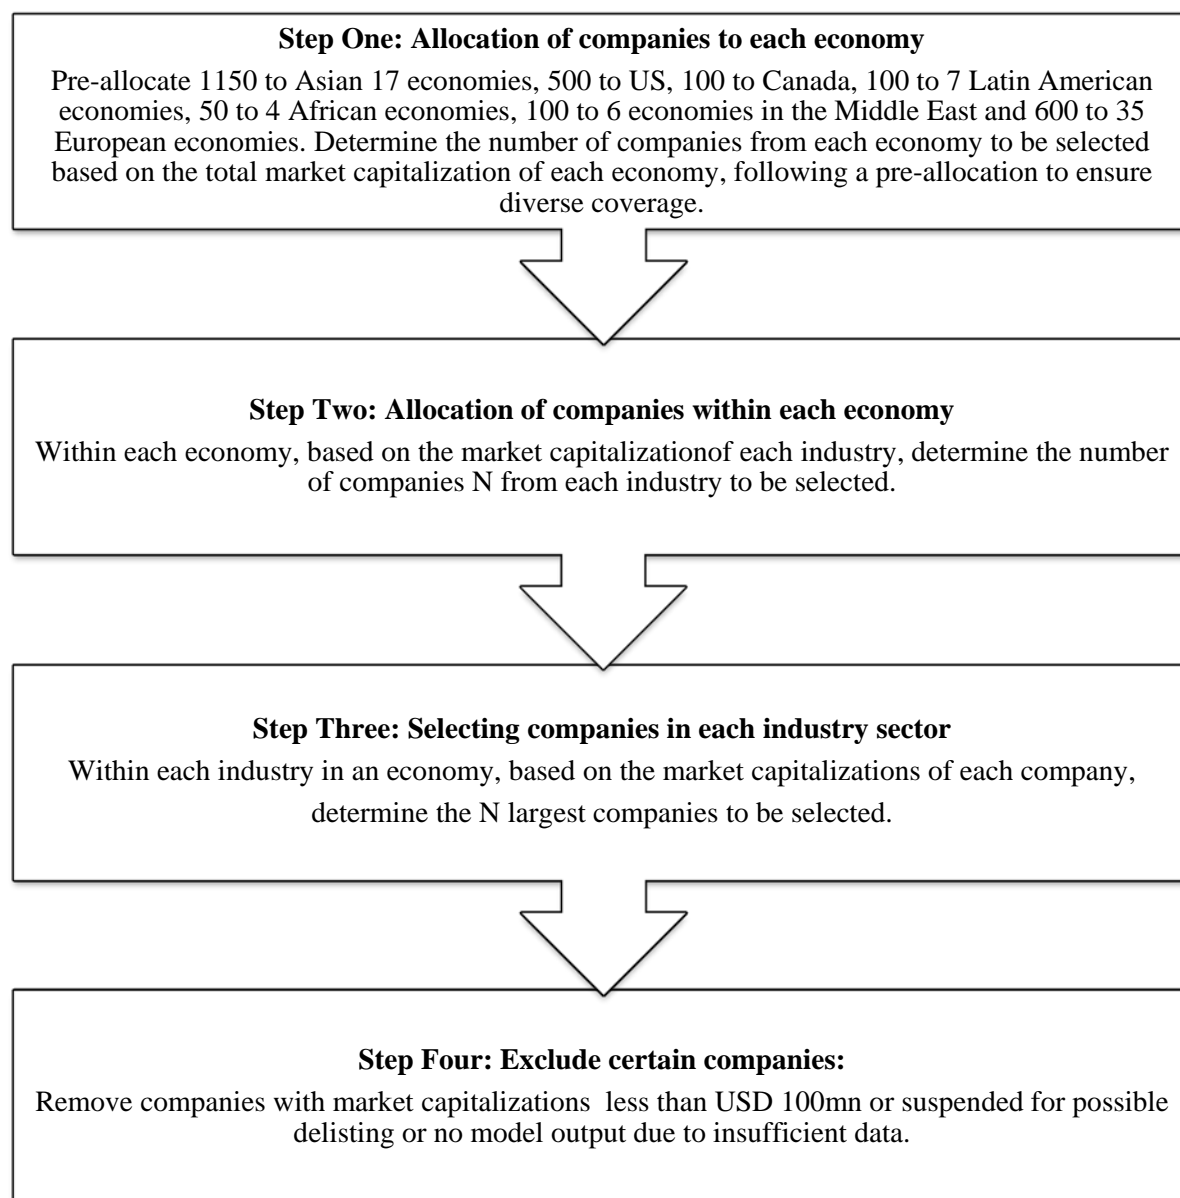 Step One: Allocation of companies to each economy
Pre-allocate 1150 to Asian 17 economies, 500 to US, 100 to Canada, 100 to 7 Latin American
economies, 50 to 4 African economies, 100 to 6 economies in the Middle East and 600 to 35
European economies. Determine the number of companies from each economy to be selected
based on the total market capitalization of each economy, following a pre-allocation to ensure
diverse coverage.
Step Two: Allocation of companies within each economy
Within each economy, based on the market capitalizationof each industry, determine the number
of companies N from each industry to be selected.
Step Three: Selecting companies in each industry sector
Within each industry in an economy, based on the market capitalizations of each company,
determine the N largest companies to be selected.
Step Four: Exclude certain companies:
Remove companies with market capitalizations  less than USD 100mn or suspended for possible
delisting or no model output due to insufficient data.